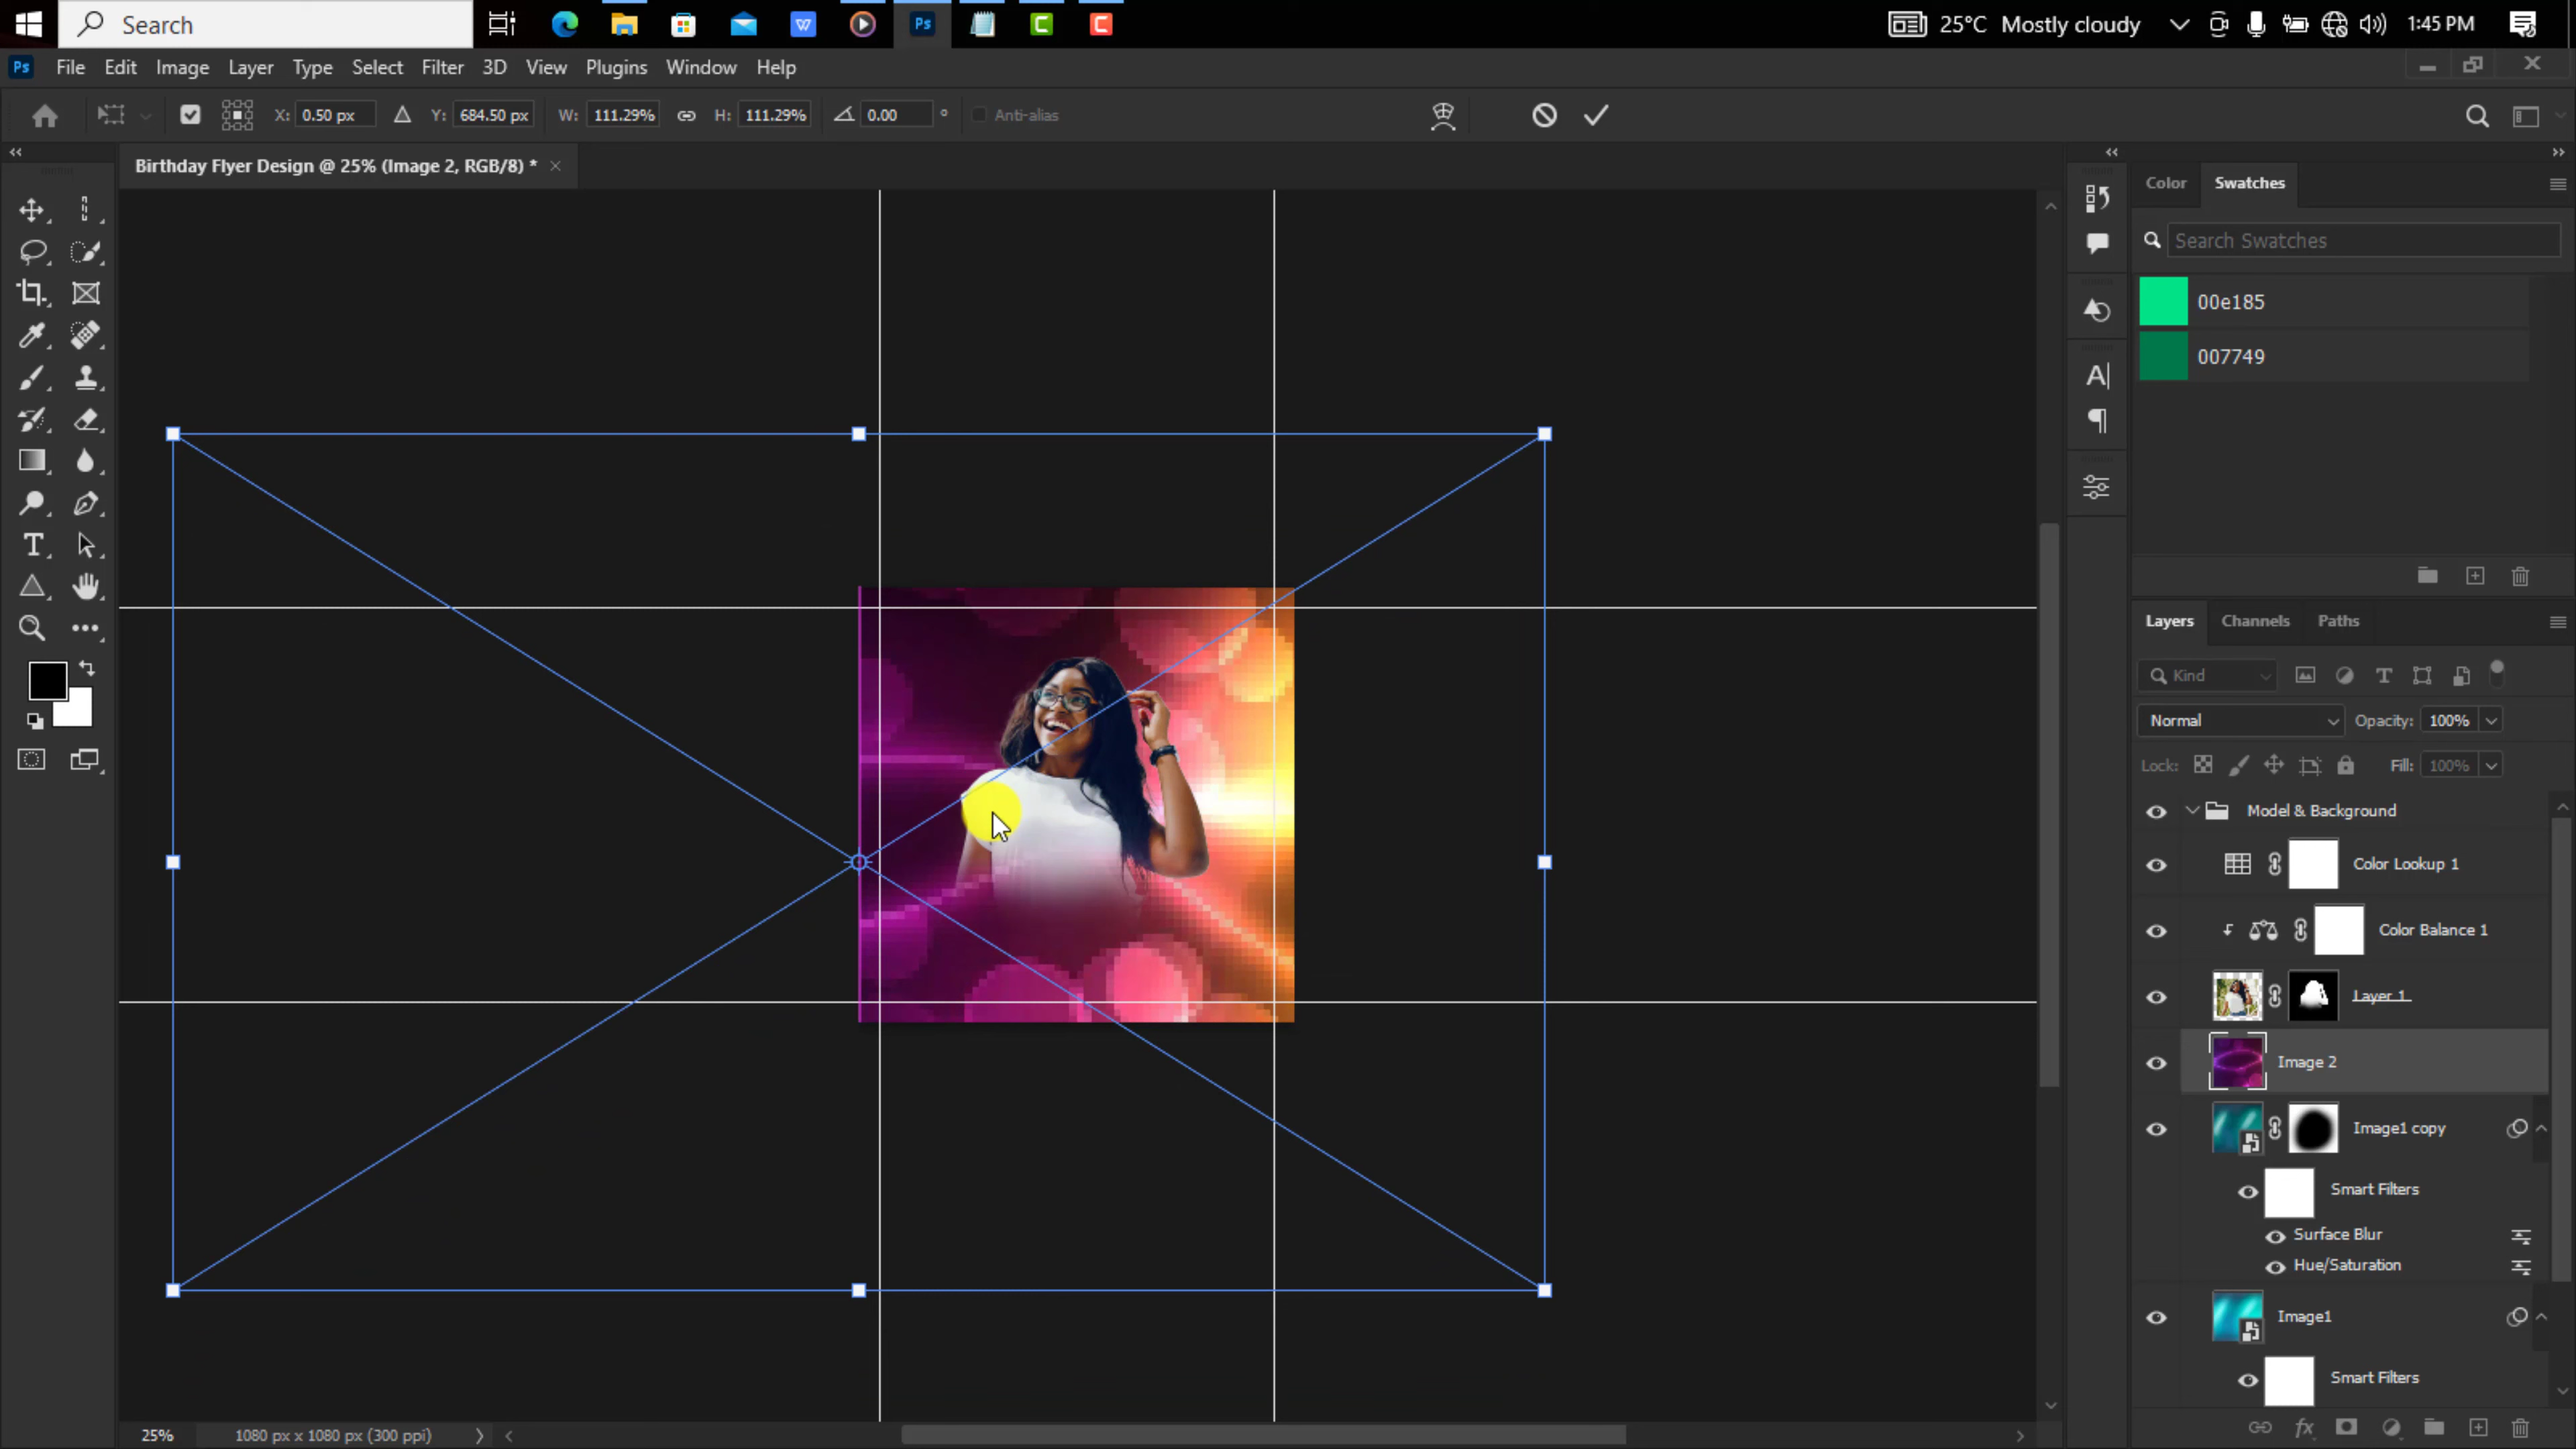 Search
25°C Mostly cloudy
1:45 PM
Ps File Edit Image Layer Type Select Filter 3D View Plugins Window Help
X: 0.50 px Y: 684.50 px W: 111.29% H: 111.29% 0.00 ° Anti-alias
Birthday Flyer Design @ 25% (Image 2, RGB/8) *
Color Swatches
Search Swatches
00e185
007749
Layers Channels Paths
Kind
Normal Opacity: 100%
Lock: Fill: 100%
Model & Background
Color Lookup 1
Color Balance 1
Layer 1
Image 2
Image1 copy
Smart Filters
Surface Blur
Hue/Saturation
Image1
Smart Filters
25% 1080 px x 1080 px (300 ppi)